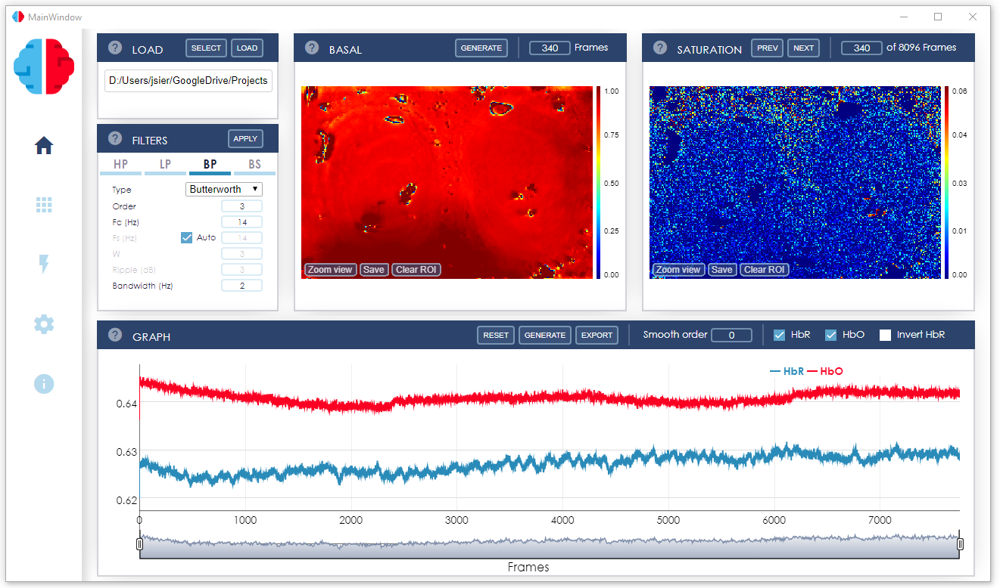 MainWindow
? LOAD SELECT LOAD
D:/Users/jsier/GoogleDrive/Projects
? FILTERS APPLY
HP LP BP BS
Type Butterworth
Order 3
Fc (Hz) 14
Fs (Hz) Auto 14
W 3
Ripple (dB) 3
Bandwidth (Hz) 2
? BASAL GENERATE 340 Frames
1.00
0.75
0.50
0.25
0.00
Zoom view Save Clear ROI
? SATURATION PREV NEXT 340 of 8096 Frames
0.06
0.04
0.03
0.01
0.00
Zoom view Save Clear ROI
? GRAPH RESET GENERATE EXPORT Smooth order 0 HbR HbO Invert HbR
HbR HbO
0.64
0.63
0.62
0 1000 2000 3000 4000 5000 6000 7000
Frames